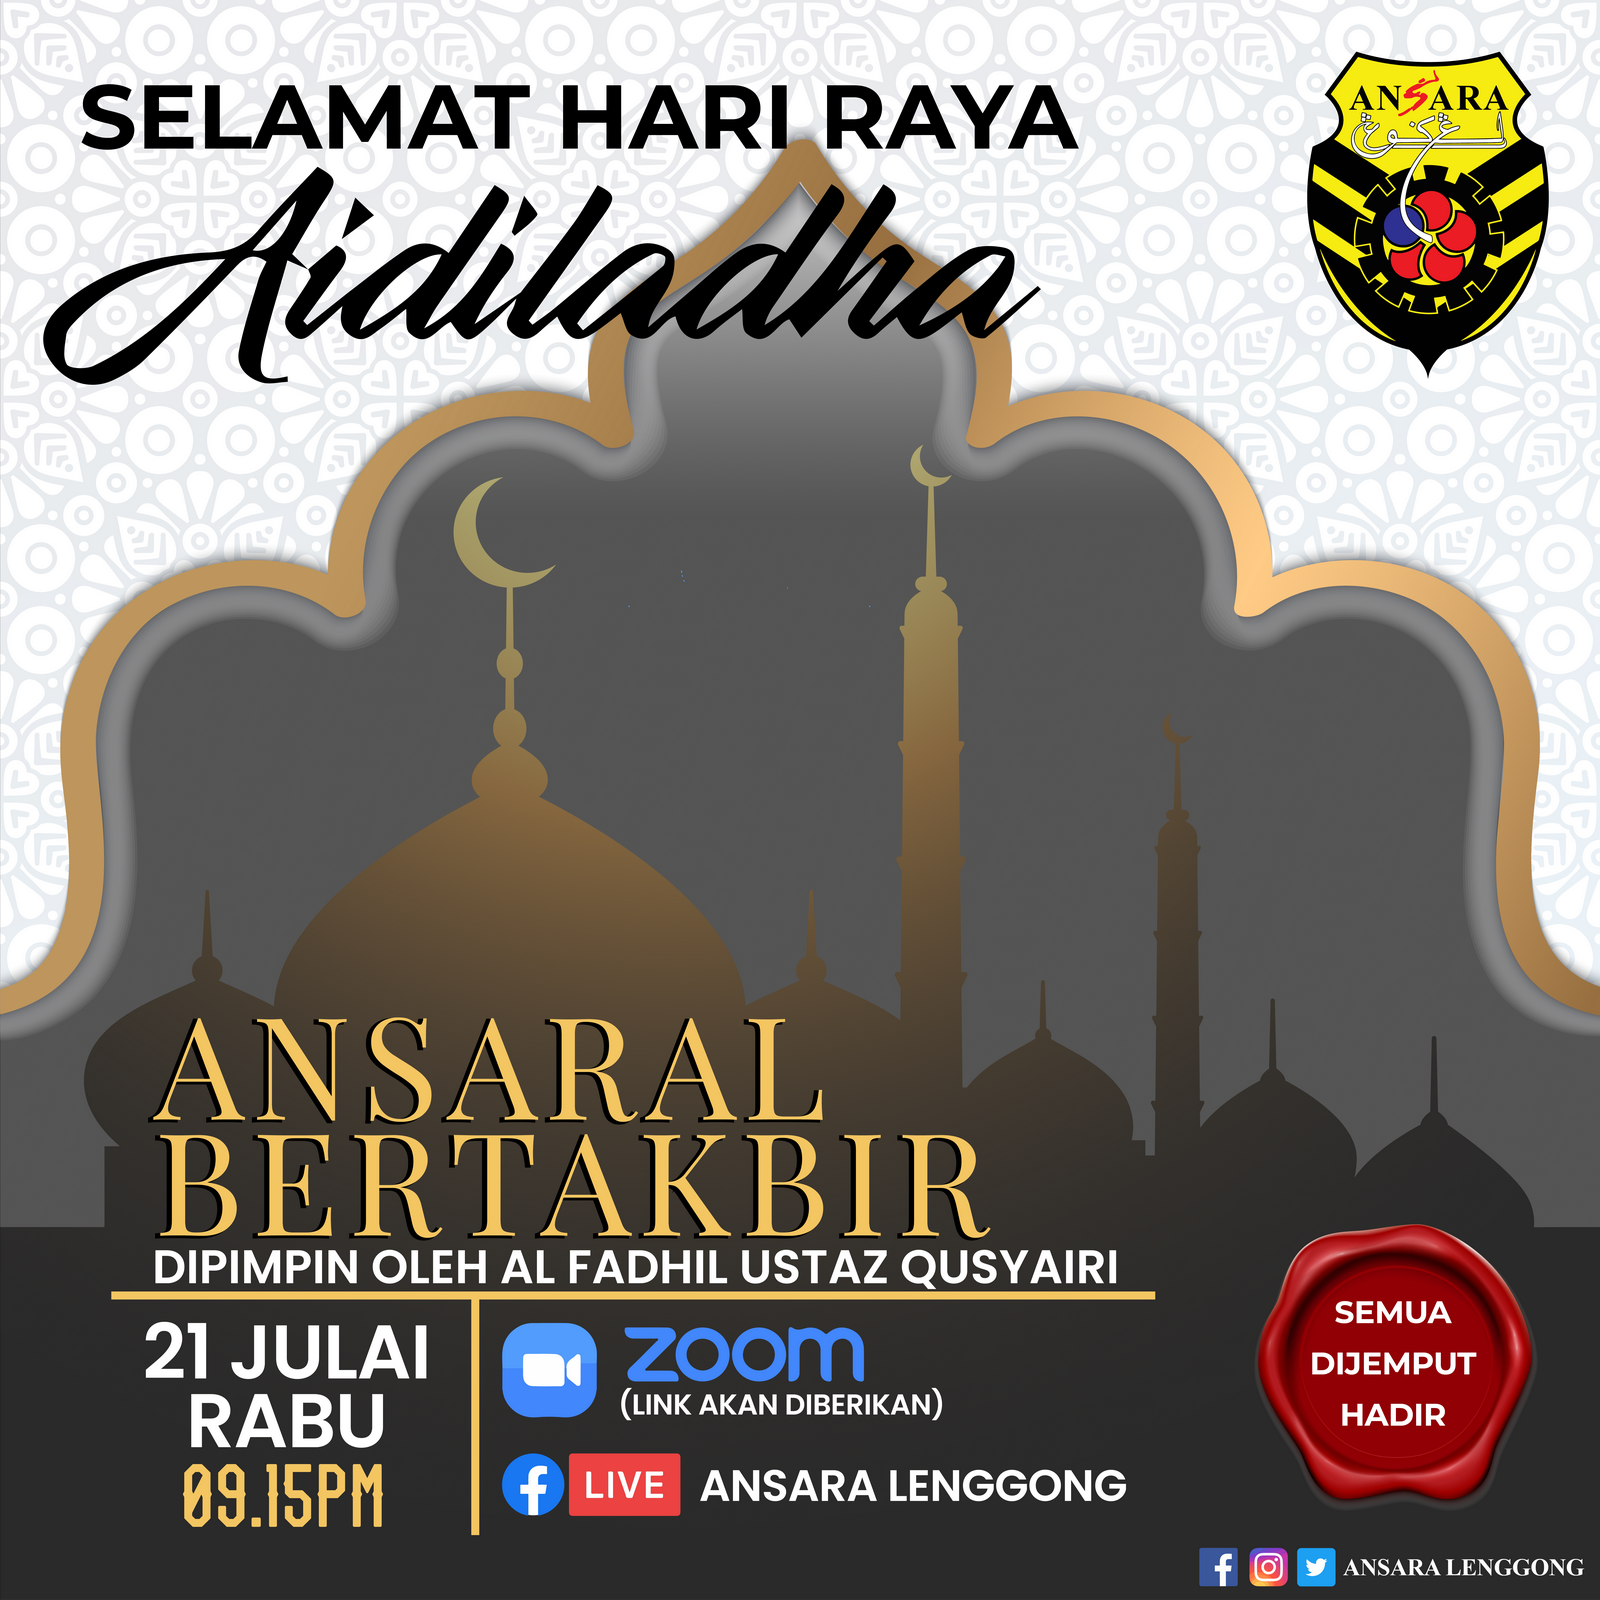 SELAMAT HARI RAYA
Aidiladha
ANSARA
لڠݢوڠ
ANSARAL
BERTAKBIR
DIPIMPIN OLEH AL FADHIL USTAZ QUSYAIRI
21 JULAI
RABU
09.15PM
zoom
(LINK AKAN DIBERIKAN)
LIVE ANSARA LENGGONG
SEMUA
DIJEMPUT
HADIR
ANSARA LENGGONG